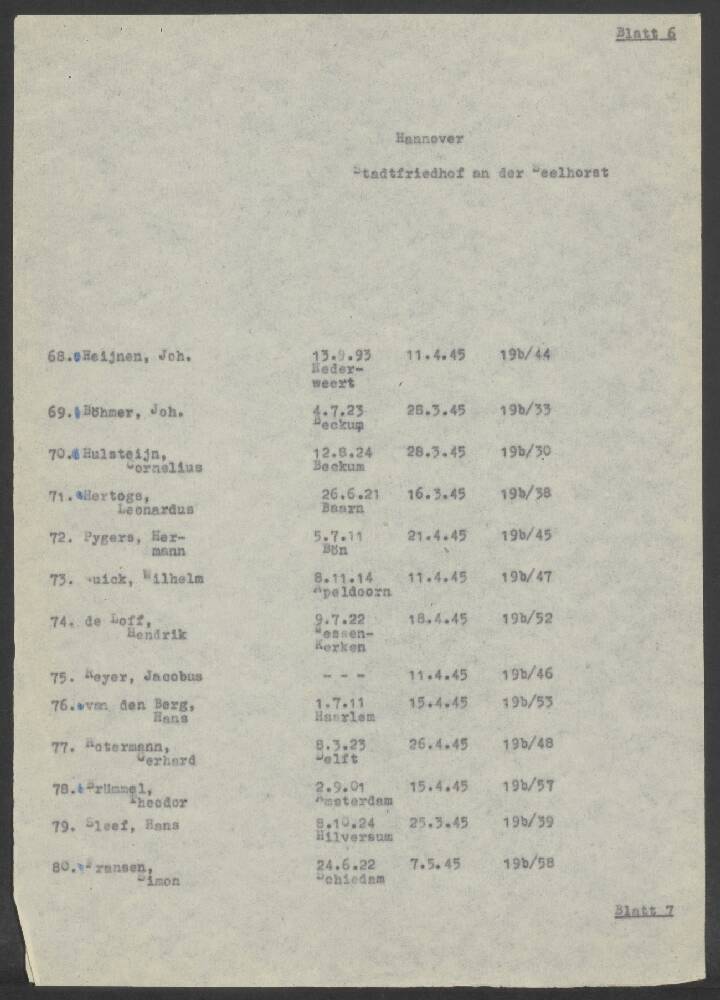 Blatt 6
Hannover
Stadtfriedhof an der Seelhorst
68. Heijnen, Joh. 13.9.93 11.4.45 19b/44
Neder-
weert
69. Böhmer, Joh. 4.7.23 28.3.45 19b/33
Beckum
70. Hulsteijn, 12.8.24 28.3.45 19b/30
Cornelius Beckum
71. Hertogs, 26.6.21 16.3.45 19b/38
Leonardus Baarn
72. Pygers, Her- 5.7.11 21.4.45 19b/45
mann Bön
73. Quick, Wilhelm 8.11.14 11.4.45 19b/47
Apeldoorn
74. de Loff, 9.7.22 18.4.45 19b/52
Hendrik Wessen-
Kerken
75. Meyer, Jacobus - - - 11.4.45 19b/46
76. van den Berg, 1.7.11 15.4.45 19b/53
Hans Haarlem
77. 8.3.23 26.4.45 19b/48
Gerhard Delft
78. 2.9.01 15.4.45 19b/57
Theodor Amsterdam
79. Sleef, Hans 8.10.24 25.3.45 19b/39
Hilversum
80. Fransen, 24.6.22 7.5.45 19b/58
Simon Schiedam
Blatt 7